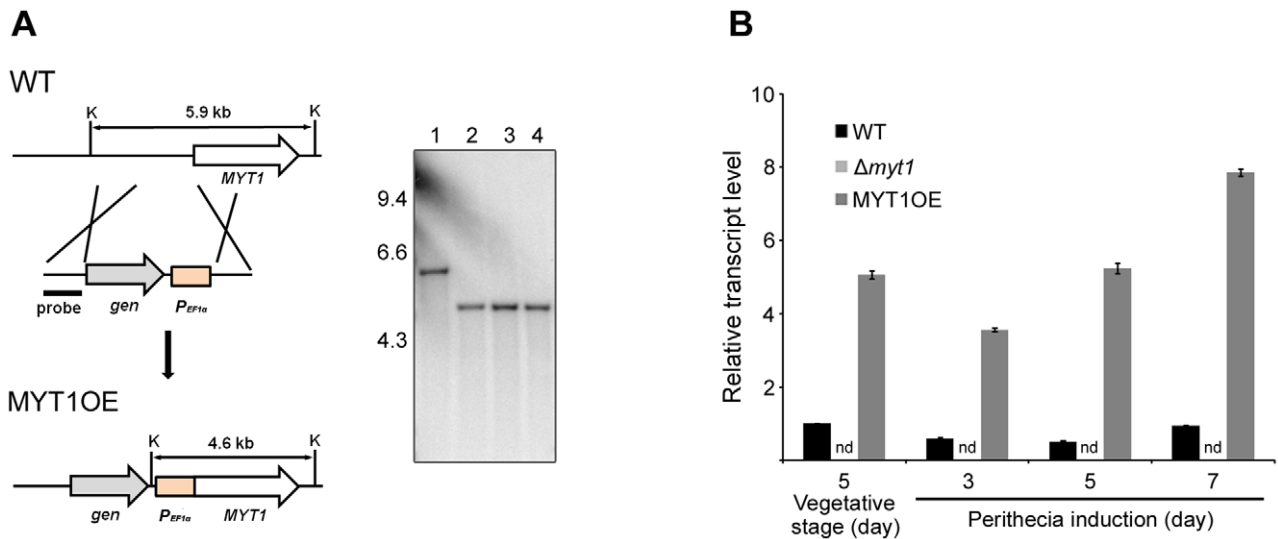 A
WT
K
5.9 kb
K
MYT1
probe
gen
PEF1α
MYT1OE
K
4.6 kb
K
gen
PEF1α
MYT1
1 2 3 4
9.4
6.6
4.3
B
Relative transcript level
10
8
6
4
2
WT
Δmyt1
MYT1OE
nd nd nd nd
5 3 5 7
Vegetative
stage (day)
Perithecia induction (day)